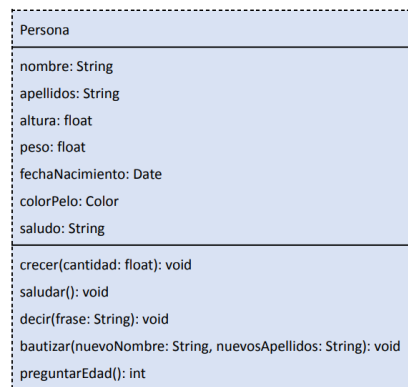 Persona
nombre: String
apellidos: String
altura: float
peso: float
fechaNacimiento: Date
colorPelo: Color
saludo: String
crecer(cantidad: float): void
saludar(): void
decir(frase: String): void
bautizar(nuevoNombre: String, nuevosApellidos: String): void
preguntarEdad(): int